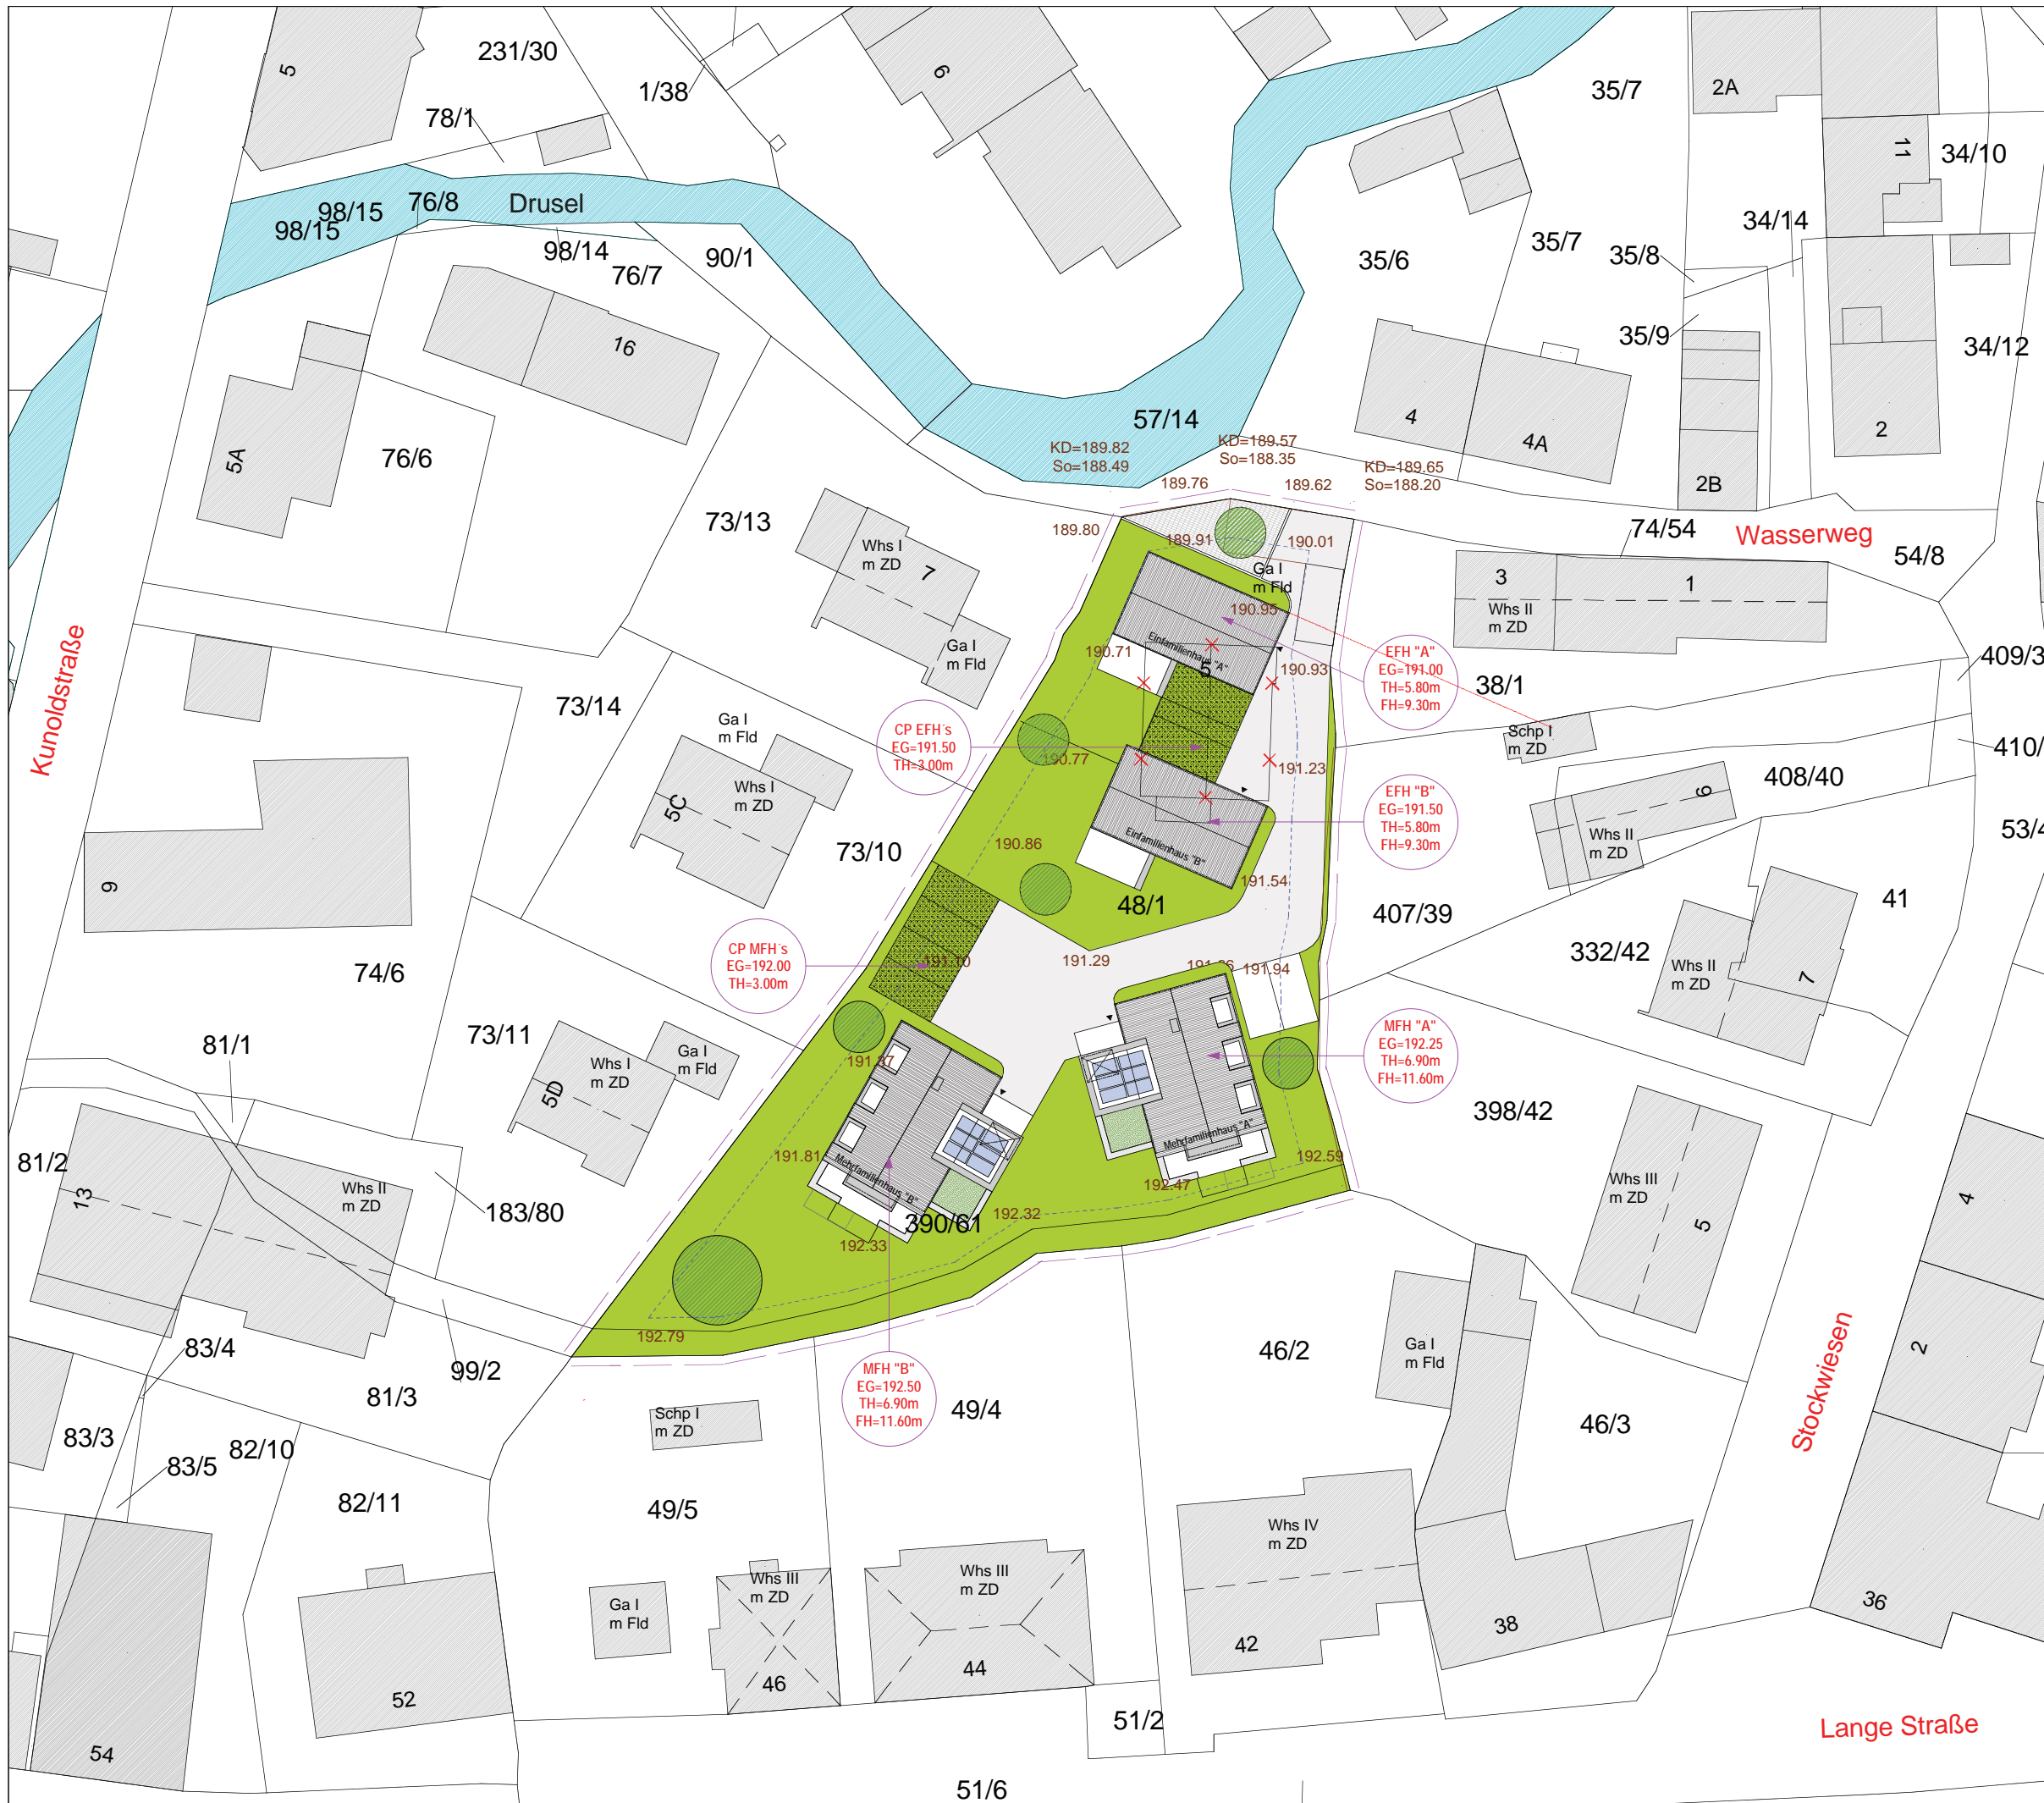 5
231/30
6
1/38
78/1
35/7
2A
11
34/10
98/15
98/15
76/8
Drusel
98/14
76/7
90/1
35/6
35/7
34/14
35/8
35/9
34/12
16
5A
76/6
57/14
4
4A
2B
2
KD=189.82
So=188.49
KD=189.57
So=188.35
KD=189.65
So=188.20
189.76
189.62
189.80
73/13
Whs I
m ZD
7
Ga I
m Fld
189.91
190.01
Ga I
m Fld
190.95
74/54
Wasserweg
54/8
3
Whs II
m ZD
1
Kunoldstraße
190.71
Einfamilienhaus "A"
5
190.93
EFH "A"
EG=191.00
TH=5.80m
FH=9.30m
38/1
409/3
73/14
Ga I
m Fld
CP EFH´s
EG=191.50
TH=3.00m
190.77
191.23
Schp I
m ZD
410/
5C
Whs I
m ZD
EFH "B"
EG=191.50
TH=5.80m
FH=9.30m
408/40
6
Whs II
m ZD
53/4
9
73/10
190.86
Einfamilienhaus "B"
191.54
48/1
407/39
41
332/42
Whs II
m ZD
7
CP MFH´s
EG=192.00
TH=3.00m
191.10
191.29
191.94
74/6
73/11
81/1
5D
Whs I
m ZD
Ga I
m Fld
191.37
MFH "A"
EG=192.25
TH=6.90m
FH=11.60m
398/42
Mehrfamilienhaus "A"
191.81
Mehrfamilienhaus "B"
192.59
192.47
81/2
13
Whs II
m ZD
183/80
390/61
192.32
192.33
Whs III
m ZD
5
4
192.79
83/4
99/2
81/3
MFH "B"
EG=192.50
TH=6.90m
FH=11.60m
49/4
46/2
Ga I
m Fld
46/3
Stockwiesen
2
83/3
83/5
82/10
82/11
Schp I
m ZD
49/5
Whs IV
m ZD
Ga I
m Fld
Whs III
m ZD
46
Whs III
m ZD
44
42
38
36
52
54
51/2
Lange Straße
51/6